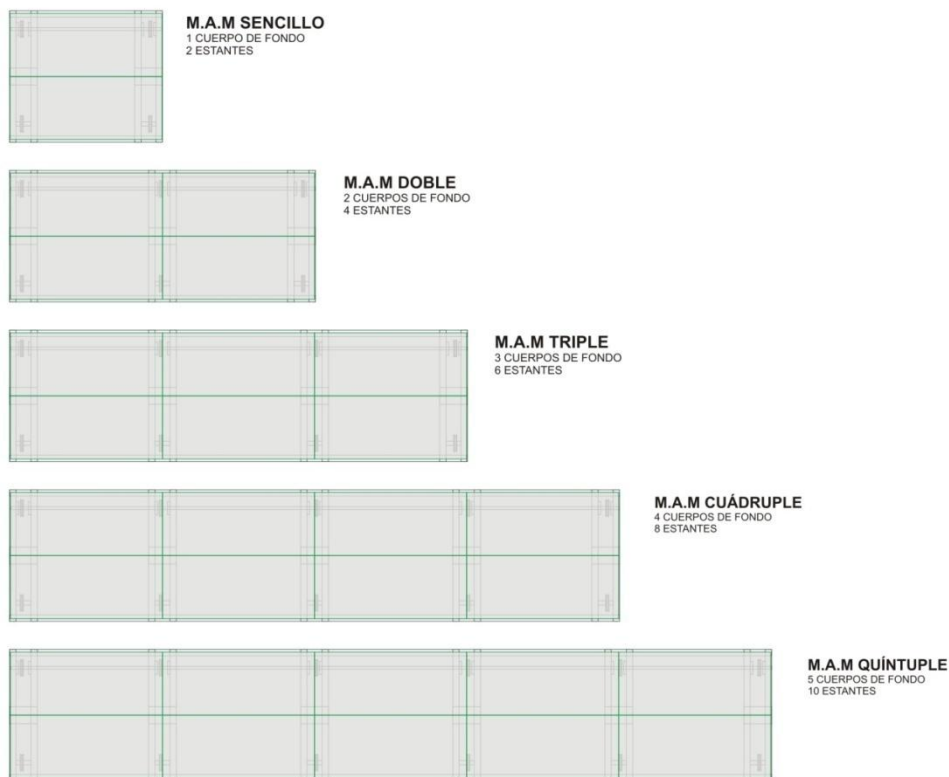 M.A.M SENCILLO
1 CUERPO DE FONDO
2 ESTANTES
M.A.M DOBLE
2 CUERPOS DE FONDO
4 ESTANTES
M.A.M TRIPLE
3 CUERPOS DE FONDO
6 ESTANTES
M.A.M CUÁDRUPLE
4 CUERPOS DE FONDO
8 ESTANTES
M.A.M QUÍNTUPLE
5 CUERPOS DE FONDO
10 ESTANTES